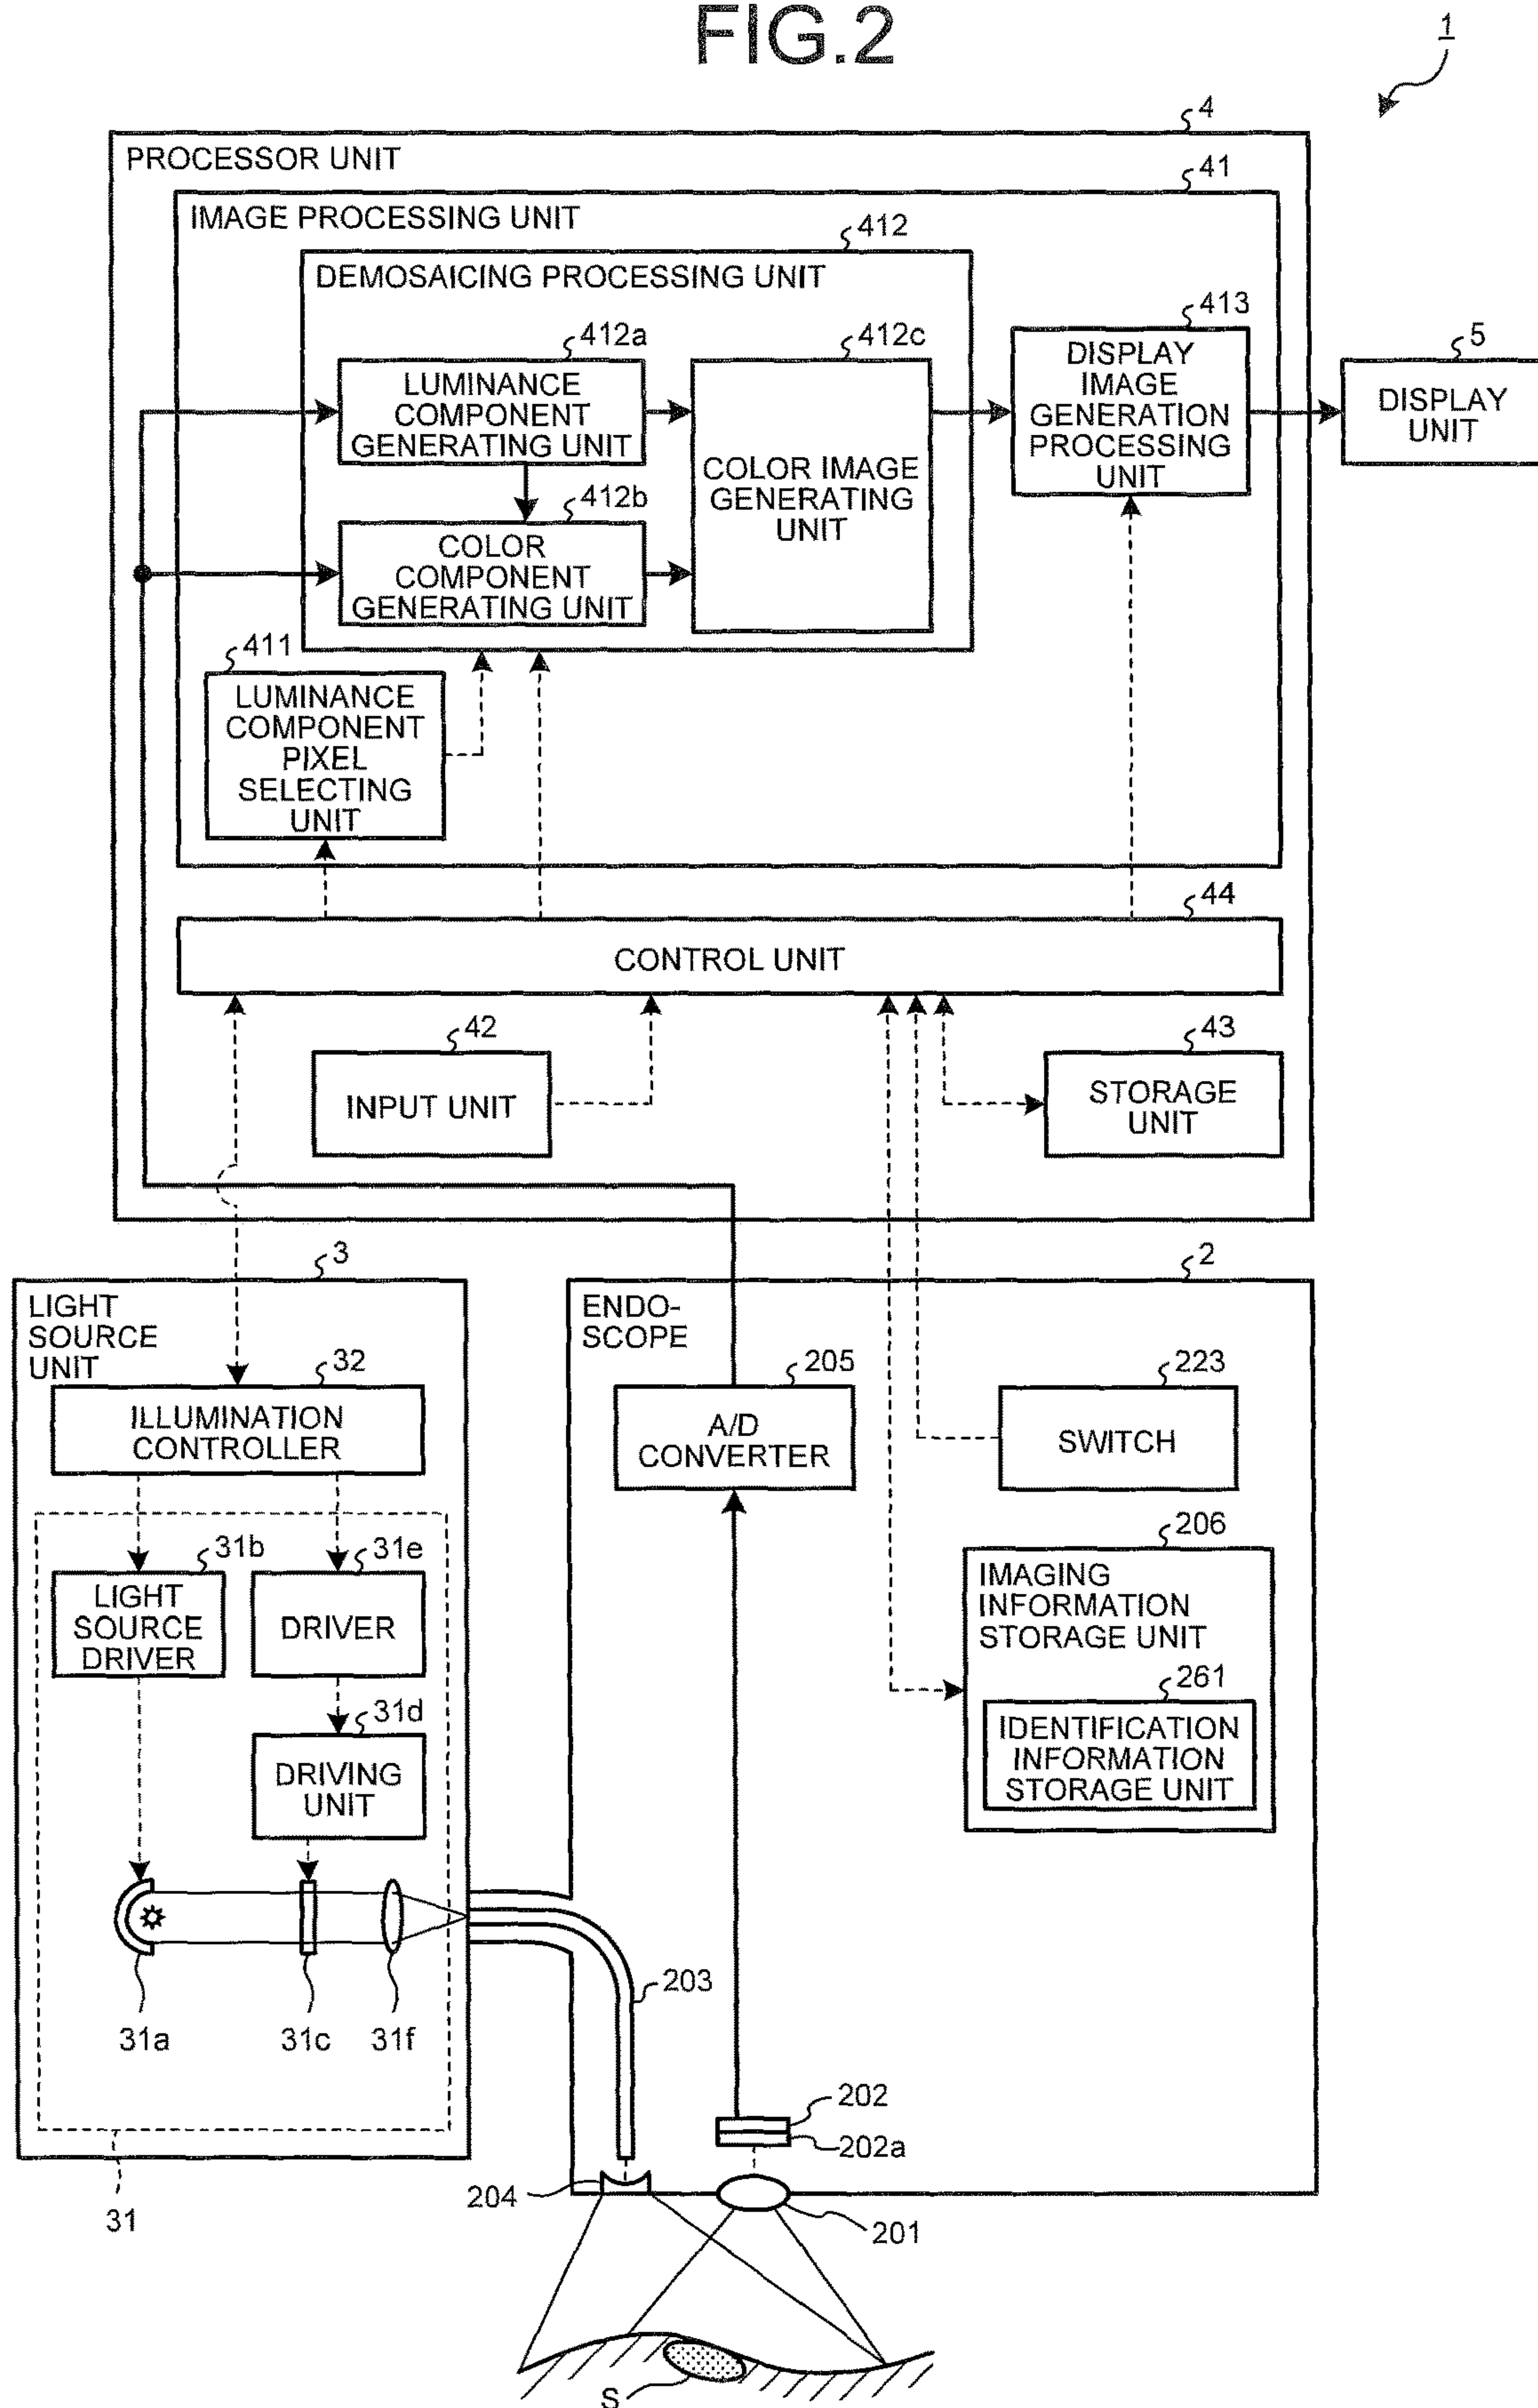 FIG.2
1
4
PROCESSOR UNIT
41
IMAGE PROCESSING UNIT
412
DEMOSAICING PROCESSING UNIT
412a
LUMINANCE
COMPONENT
GENERATING UNIT
412b
COLOR
COMPONENT
GENERATING UNIT
412c
COLOR IMAGE
GENERATING
UNIT
413
DISPLAY
IMAGE
GENERATION
PROCESSING
UNIT
5
DISPLAY
UNIT
411
LUMINANCE
COMPONENT
PIXEL
SELECTING
UNIT
44
CONTROL UNIT
42
INPUT UNIT
43
STORAGE
UNIT
3
LIGHT
SOURCE
UNIT
32
ILLUMINATION
CONTROLLER
31b
LIGHT
SOURCE
DRIVER
31e
DRIVER
31d
DRIVING
UNIT
31a
31c
31f
31
2
ENDO-
SCOPE
205
A/D
CONVERTER
223
SWITCH
206
IMAGING
INFORMATION
STORAGE UNIT
261
IDENTIFICATION
INFORMATION
STORAGE UNIT
203
202
202a
204
201
S